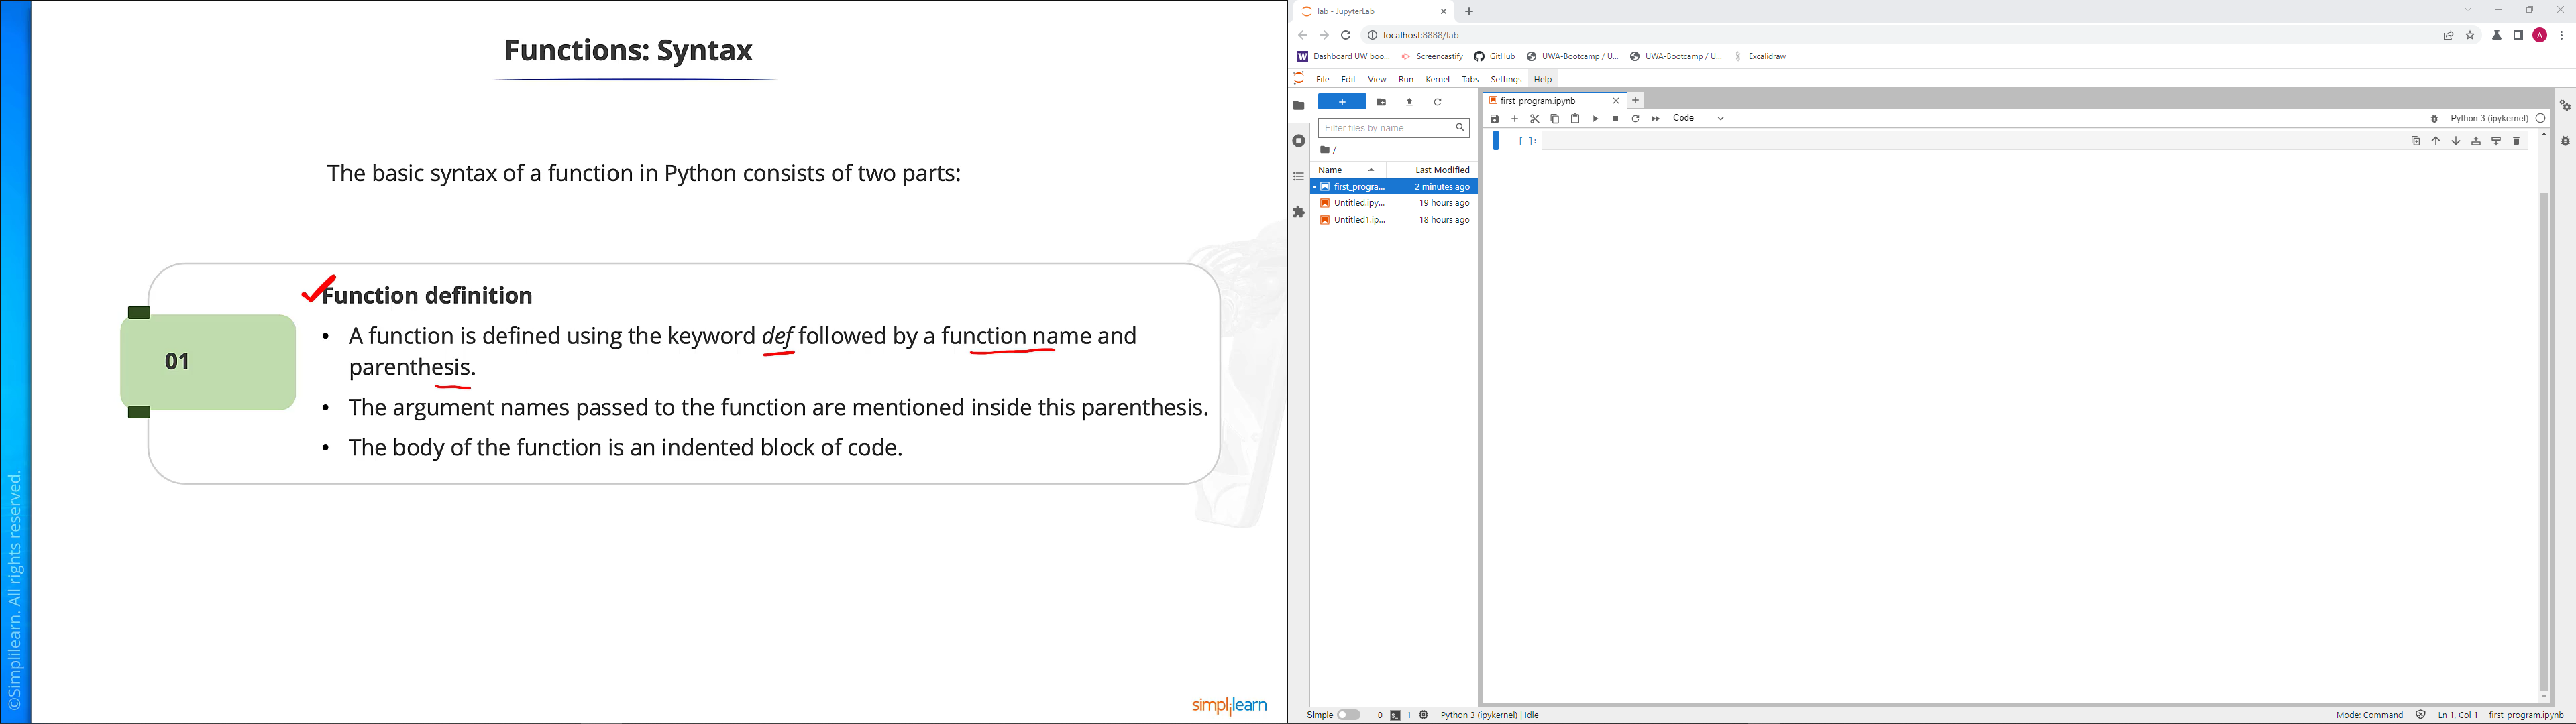 Functions: Syntax
The basic syntax of a function in Python consists of two parts:
01
Function definition
• A function is defined using the keyword def followed by a function name and
parenthesis.
• The argument names passed to the function are mentioned inside this parenthesis.
• The body of the function is an indented block of code.
©Simplilearn. All rights reserved.
simplilearn
lab - JupyterLab
localhost:8888/lab
A
Dashboard UW boo... Screencastify GitHub UWA-Bootcamp / U... UWA-Bootcamp / U... Excalidraw
File Edit View Run Kernel Tabs Settings Help
first_program.ipynb
Code
Python 3 (ipykernel)
Filter files by name
/
Name Last Modified
first_progra... 2 minutes ago
Untitled.ipy... 19 hours ago
Untitled1.ip... 18 hours ago
[ ]:
Simple 0 1 Python 3 (ipykernel) | Idle
Mode: Command Ln 1, Col 1 first_program.ipynb